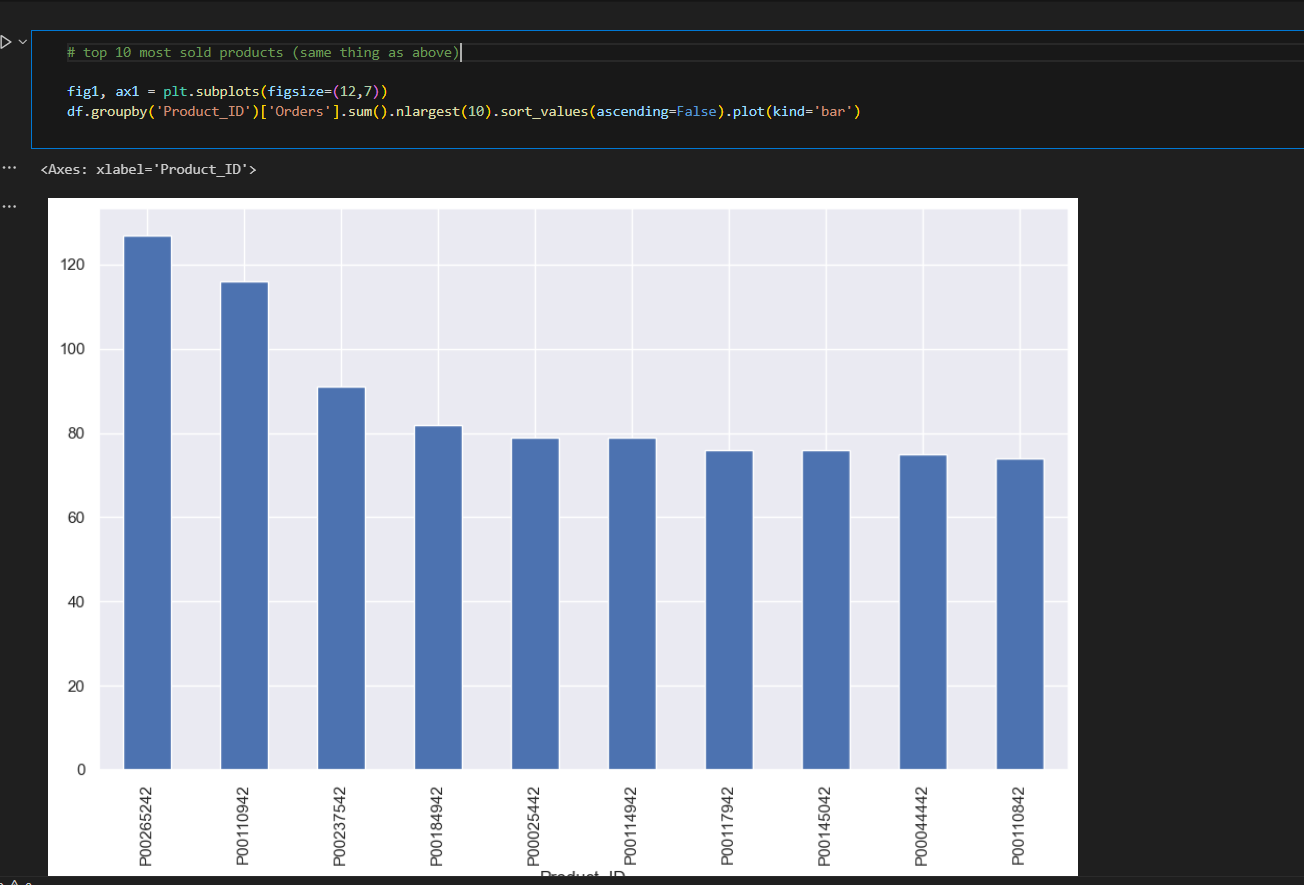 # top 10 most sold products (same thing as above)
fig1, ax1 = plt.subplots(figsize=(12,7))
df.groupby('Product_ID')['Orders'].sum().nlargest(10).sort_values(ascending=False).plot(kind='bar')
<Axes: xlabel='Product_ID'>
120
100
80
60
40
20
0
P00265242
P00110942
P00237542
P00184942
P00025442
P00114942
P00117942
P00145042
P00044442
P00110842
Product_ID